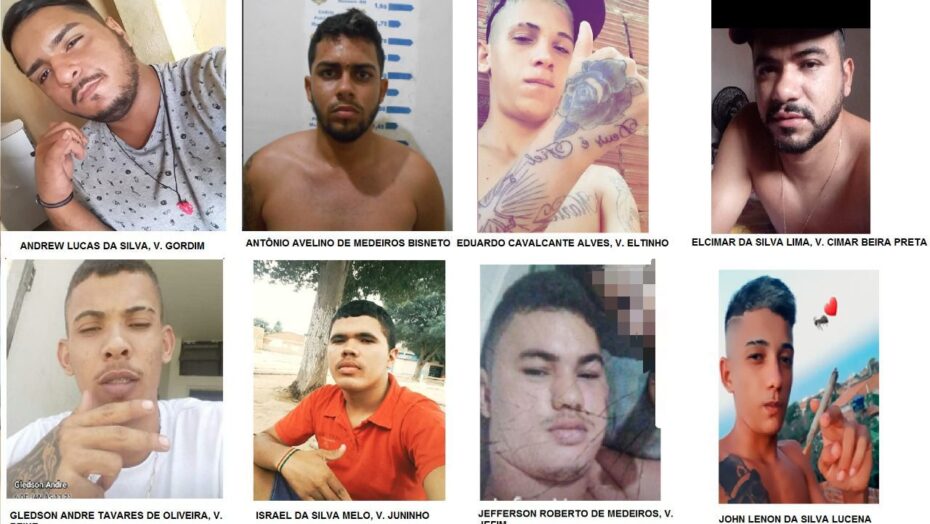 ANDREW LUCAS DA SILVA, V. GORDIM
ANTÔNIO AVELINO DE MEDEIROS BISNETO
EDUARDO CAVALCANTE ALVES, V. ELTINHO
ELCIMAR DA SILVA LIMA, V. CIMAR BEIRA PRETA
Gledson Andre
GLEDSON ANDRE TAVARES DE OLIVEIRA, V.
ISRAEL DA SILVA MELO, V. JUNINHO
JEFFERSON ROBERTO DE MEDEIROS, V.
JOHN LENON DA SILVA LUCENA